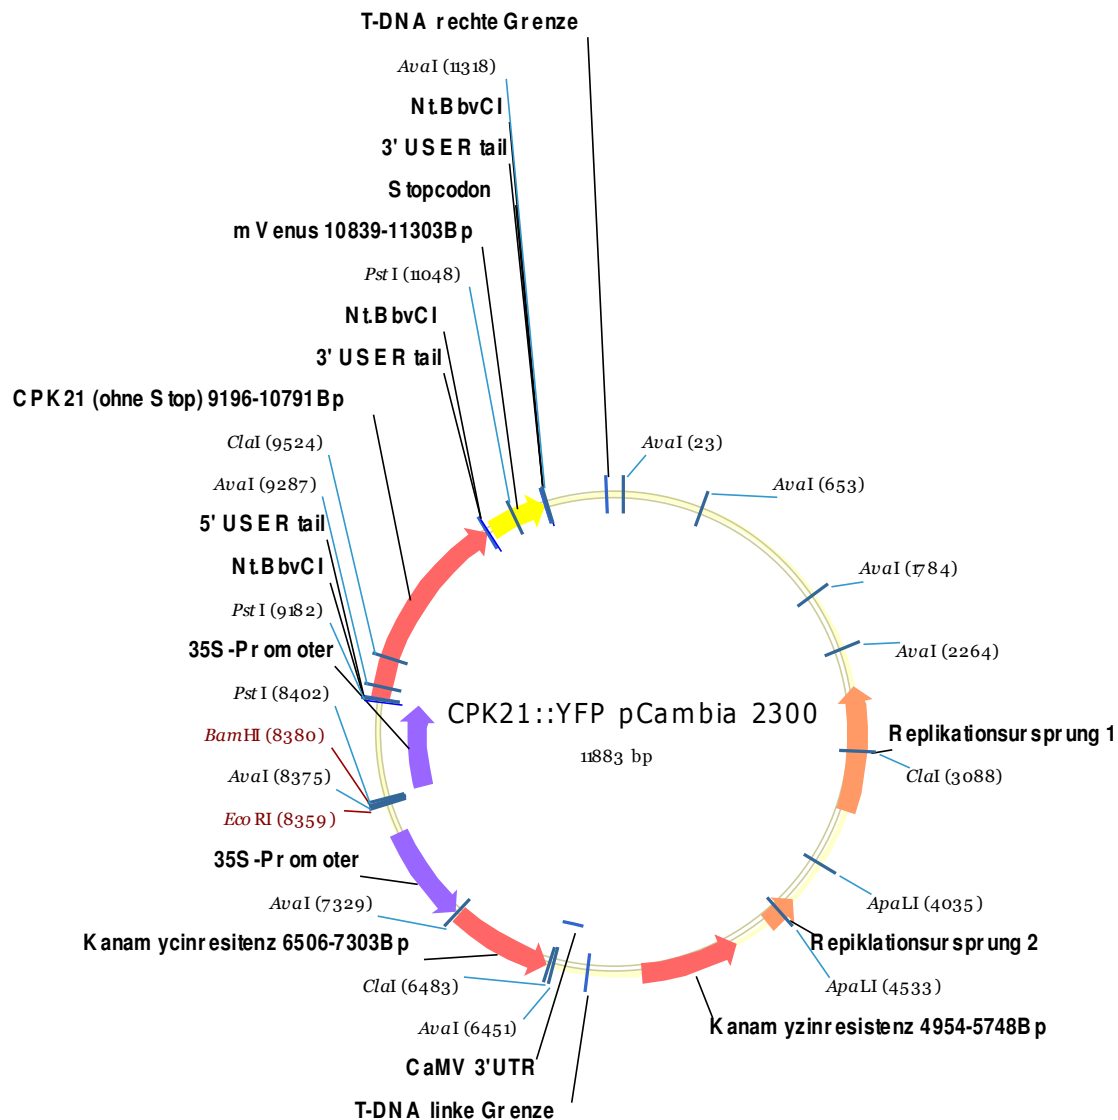 T-DNA rechte Grenze
AvaI (11318)
Nt.BbvCI
3' USER tail
Stopcodon
mVenus 10839-11303Bp
PstI (11048)
Nt.BbvCI
3' USER tail
CPK21 (ohne Stop) 9196-10791Bp
ClaI (9524)
AvaI (9287)
5' USER tail
Nt.BbvCI
PstI (9182)
35S-Promoter
PstI (8402)
BamHI (8380)
AvaI (8375)
EcoRI (8359)
35S-Promoter
AvaI (7329)
Kanamycinresitenz 6506-7303Bp
ClaI (6483)
AvaI (6451)
CaMV 3'UTR
T-DNA linke Grenze
AvaI (23)
AvaI (653)
AvaI (1784)
AvaI (2264)
Replikationsursprung 1
ClaI (3088)
ApaLI (4035)
Repiklationsursprung 2
ApaLI (4533)
Kanamyzinresistenz 4954-5748Bp
CPK21::YFP pCambia 2300
11883 bp